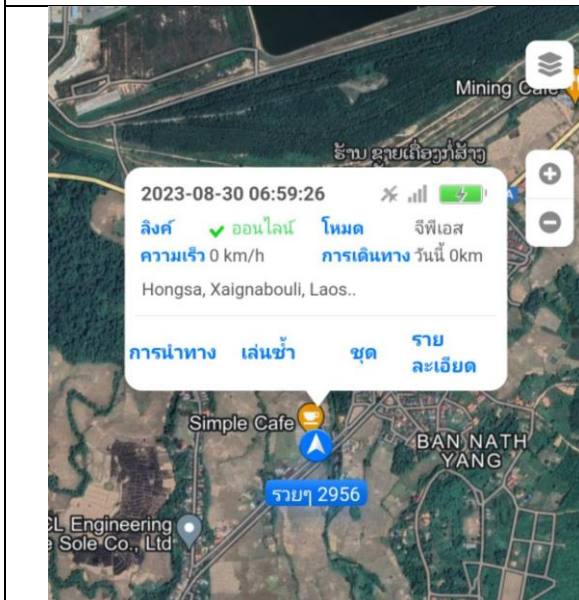 Mining Cafe
ຮ້ານ ຂາຍເຄື່ອງກໍ່ສ້າງ
2023-08-30 06:59:26
ลิงค์ ออนไลน์ โหมด จีพีเอส
ความเร็ว 0 km/h การเดินทาง วันนี้ 0km
Hongsa, Xaignabouli, Laos..
การนำทาง เล่นซ้ำ ชุด ราย
ละเอียด
Simple Cafe
BAN NATH
YANG
รวยๆ 2956
CL Engineering
Sole Co., Ltd